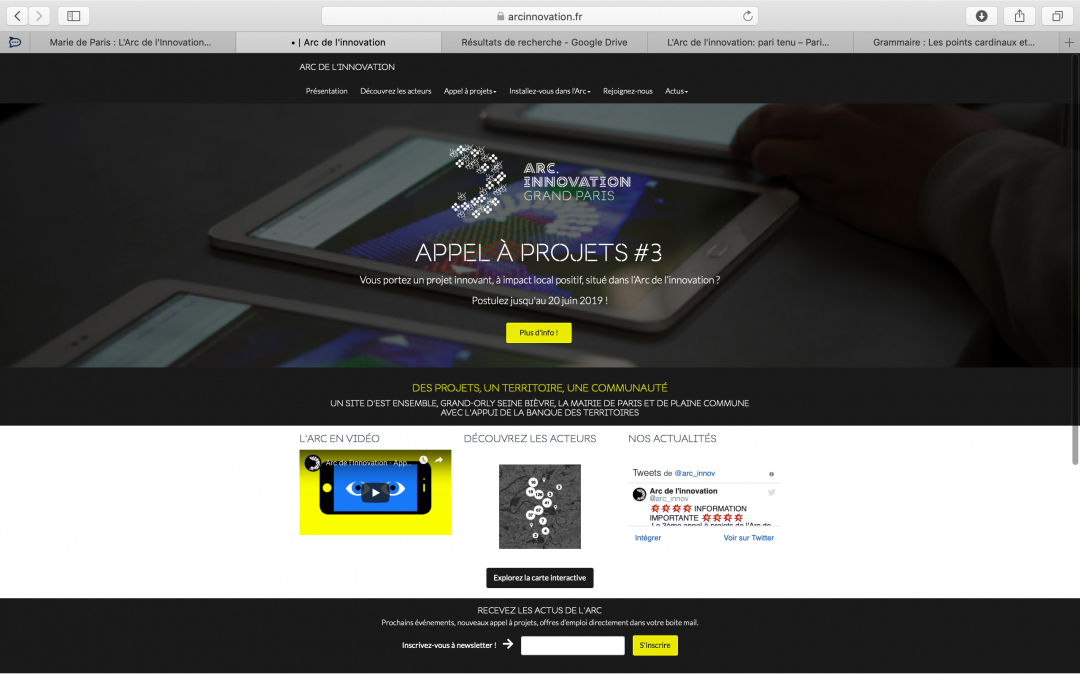 arcinnovation.fr
Marie de Paris : L'Arc de l'Innovation...
• | Arc de l'innovation
Résultats de recherche - Google Drive
L'Arc de l'innovation: pari tenu – Pari...
Grammaire : Les points cardinaux et...
ARC DE L'INNOVATION
Présentation Découvrez les acteurs Appel à projets Installez-vous dans l'Arc Rejoignez-nous Actus
ARC.
INNOVATION
GRAND PARIS
APPEL À PROJETS #3
Vous portez un projet innovant, à impact local positif, situé dans l'Arc de l'innovation ?
Postulez jusqu'au 20 juin 2019 !
Plus d'info !
DES PROJETS, UN TERRITOIRE, UNE COMMUNAUTÉ
UN SITE D'EST ENSEMBLE, GRAND-ORLY SEINE BIÈVRE, LA MAIRIE DE PARIS ET DE PLAINE COMMUNE
AVEC L'APPUI DE LA BANQUE DES TERRITOIRES
L'ARC EN VIDÉO
Arc de l'Innovation - App...
DÉCOUVREZ LES ACTEURS
NOS ACTUALITÉS
Tweets de @arc_innov
Arc de l'innovation
@arc_innov
💥💥💥💥 INFORMATION
IMPORTANTE 💥💥💥💥
Le 3ème appel à projets de l'Arc de
Intégrer Voir sur Twitter
Explorez la carte interactive
RECEVEZ LES ACTUS DE L'ARC
Prochains événements, nouveaux appel à projets, offres d'emploi directement dans votre boite mail.
Inscrivez-vous à newsletter ! → S'inscrire